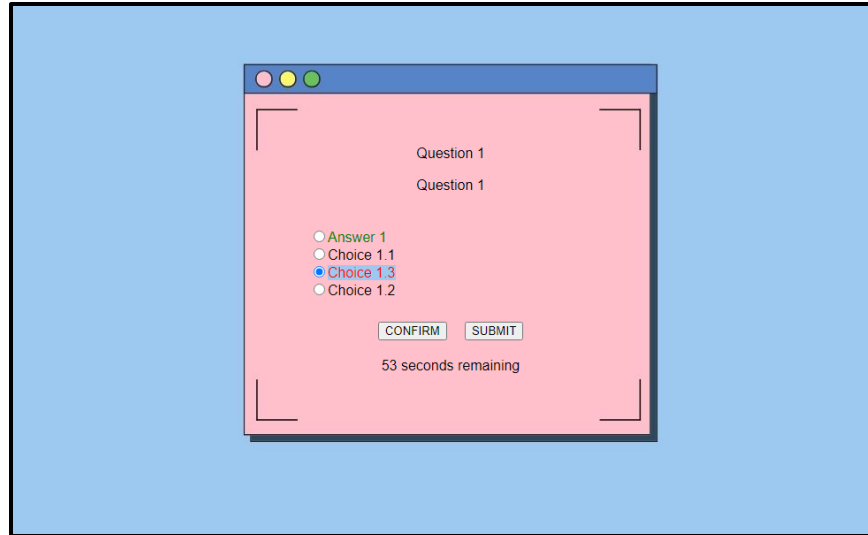 Question 1
Question 1
Answer 1
Choice 1.1
Choice 1.3
Choice 1.2
CONFIRM SUBMIT
53 seconds remaining